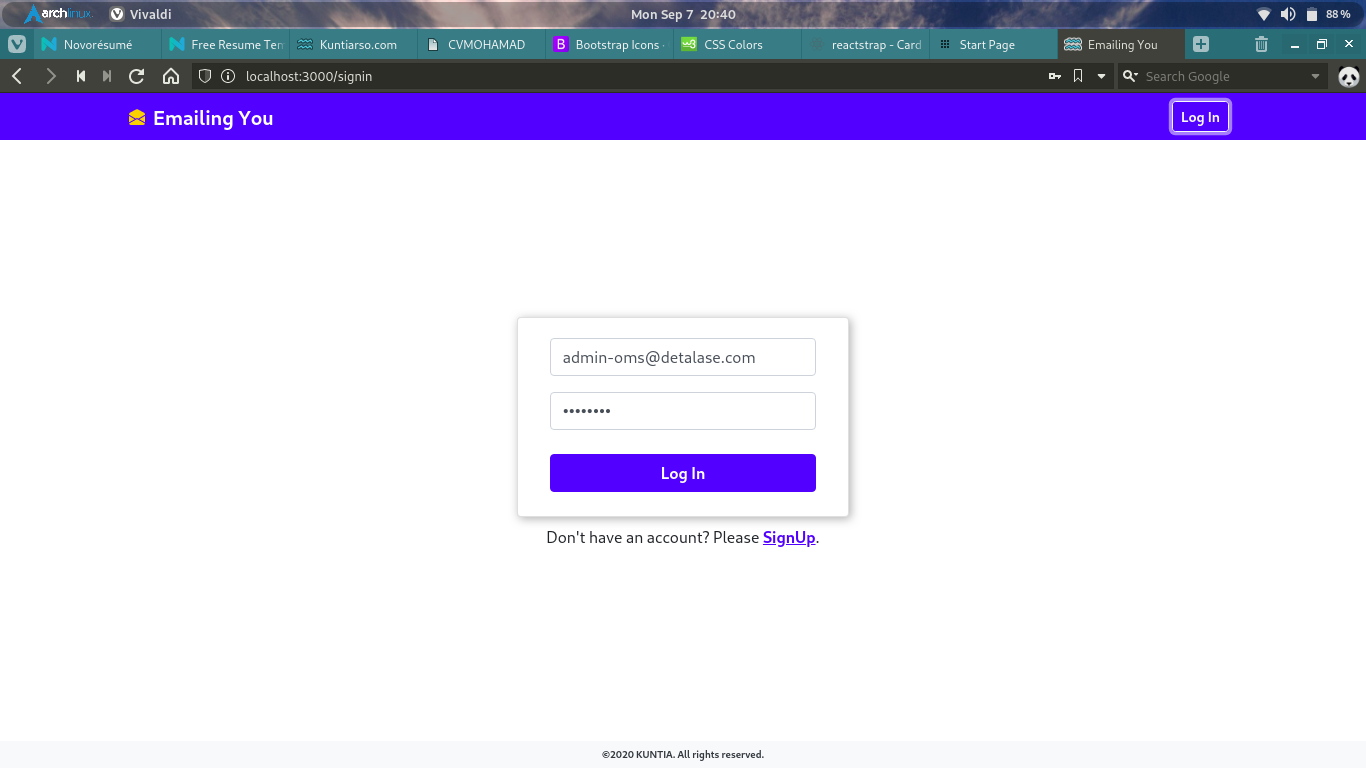 archlinux Vivaldi Mon Sep 7 20:40 88 %
Novorésumé Free Resume Ten Kuntiarso.com CVMOHAMAD Bootstrap Icons · CSS Colors reactstrap - Card Start Page Emailing You
localhost:3000/signin Search Google
Emailing You Log In
admin-oms@detalase.com
••••••••
Log In
Don't have an account? Please SignUp.
©2020 KUNTIA. All rights reserved.